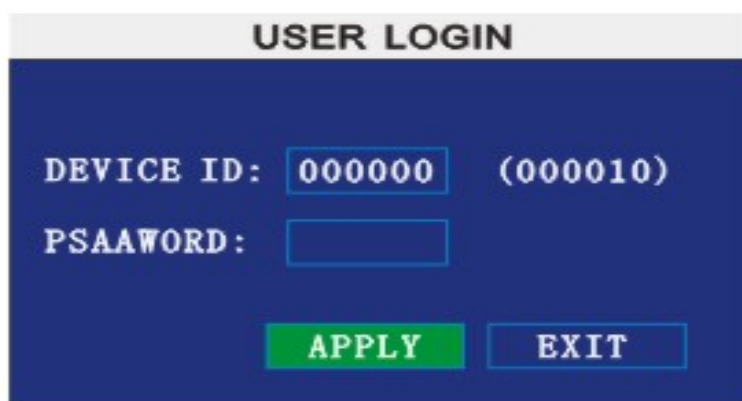 USER LOGIN
DEVICE ID: 000000 (000010)
PSAAWORD:
APPLY EXIT